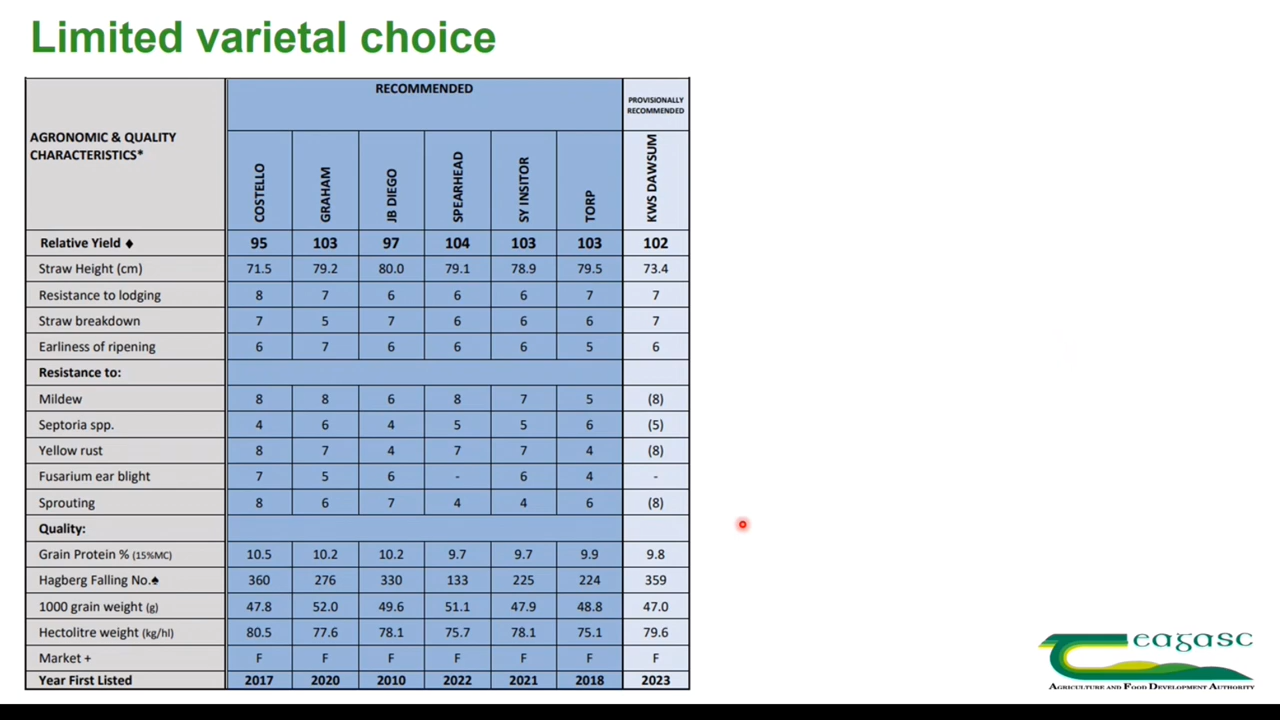 Limited varietal choice
AGRONOMIC & QUALITY CHARACTERISTICS* RECOMMENDED PROVISIONALLY RECOMMENDED
COSTELLO GRAHAM JB DIEGO SPEARHEAD SY INSITOR TORP KWS DAWSUM
Relative Yield ♦ 95 103 97 104 103 103 102
Straw Height (cm) 71.5 79.2 80.0 79.1 78.9 79.5 73.4
Resistance to lodging 8 7 6 6 6 7 7
Straw breakdown 7 5 7 6 6 6 7
Earliness of ripening 6 7 6 6 6 5 6
Resistance to:
Mildew 8 8 6 8 7 5 (8)
Septoria spp. 4 6 4 5 5 6 (5)
Yellow rust 8 7 4 7 7 4 (8)
Fusarium ear blight 7 5 6 - 6 4 -
Sprouting 8 6 7 4 4 6 (8)
Quality:
Grain Protein % (15%MC) 10.5 10.2 10.2 9.7 9.7 9.9 9.8
Hagberg Falling No.♠ 360 276 330 133 225 224 359
1000 grain weight (g) 47.8 52.0 49.6 51.1 47.9 48.8 47.0
Hectolitre weight (kg/hl) 80.5 77.6 78.1 75.7 78.1 75.1 79.6
Market + F F F F F F F
Year First Listed 2017 2020 2010 2022 2021 2018 2023
Teagasc
AGRICULTURE AND FOOD DEVELOPMENT AUTHORITY